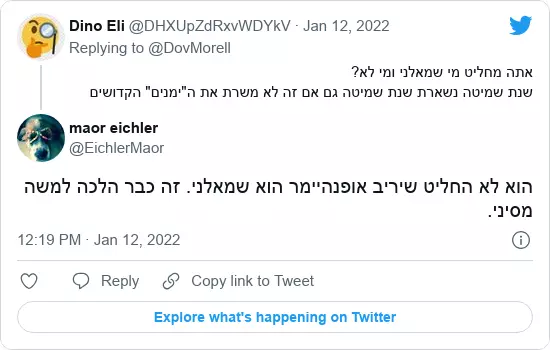 Dino Eli @DHXUpZdRxvWDYkV · Jan 12, 2022
Replying to @DovMorell
אתה מחליט מי שמאלני ומי לא?
שנת שמיטה נשארת שנת שמיטה גם אם זה לא משרת את ה"ימנים" הקדושים
maor eichler
@EichlerMaor
הוא לא החליט שיריב אופנהיימר הוא שמאלני. זה כבר הלכה למשה
מסיני.
12:19 PM · Jan 12, 2022
Reply
Copy link to Tweet
Explore what's happening on Twitter